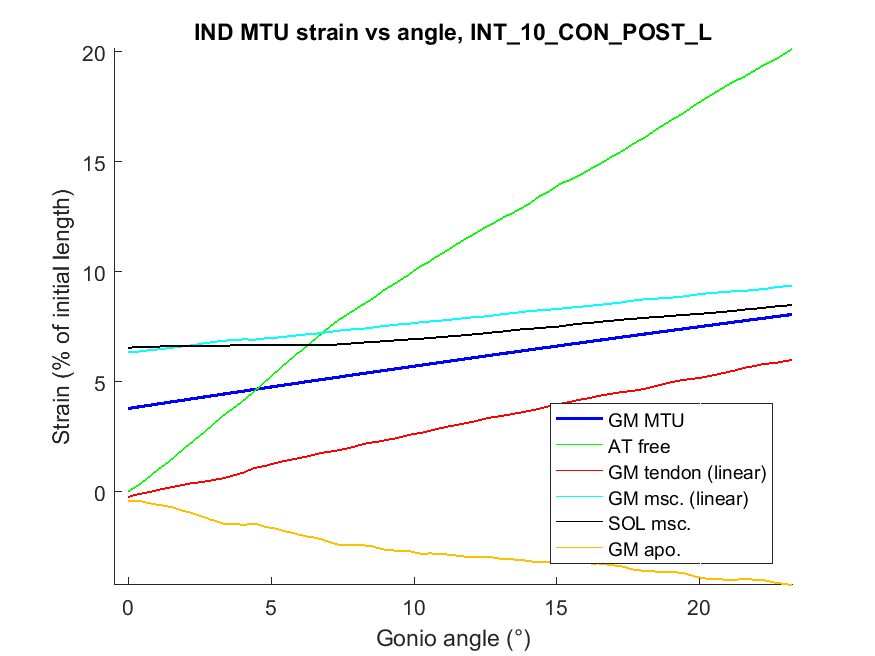 IND MTU strain vs angle, INT_10_CON_POST_L
Strain (% of initial length)
20
15
10
5
0
0 5 10 15 20
Gonio angle (°)
GM MTU
AT free
GM tendon (linear)
GM msc. (linear)
SOL msc.
GM apo.